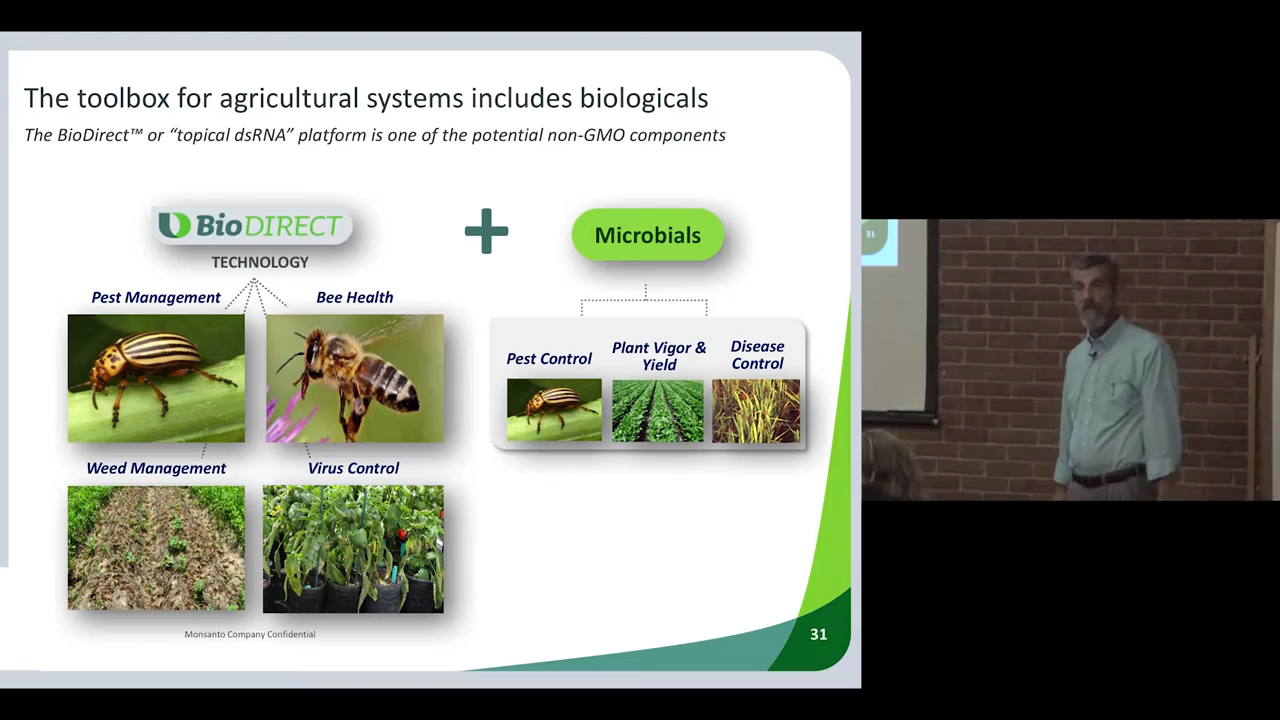 The toolbox for agricultural systems includes biologicals
The BioDirect™ or “topical dsRNA” platform is one of the potential non-GMO components
BioDIRECT
TECHNOLOGY
Microbials
Pest Management
Bee Health
Pest Control
Plant Vigor &
Yield
Disease
Control
Weed Management
Virus Control
Monsanto Company Confidential
31
31